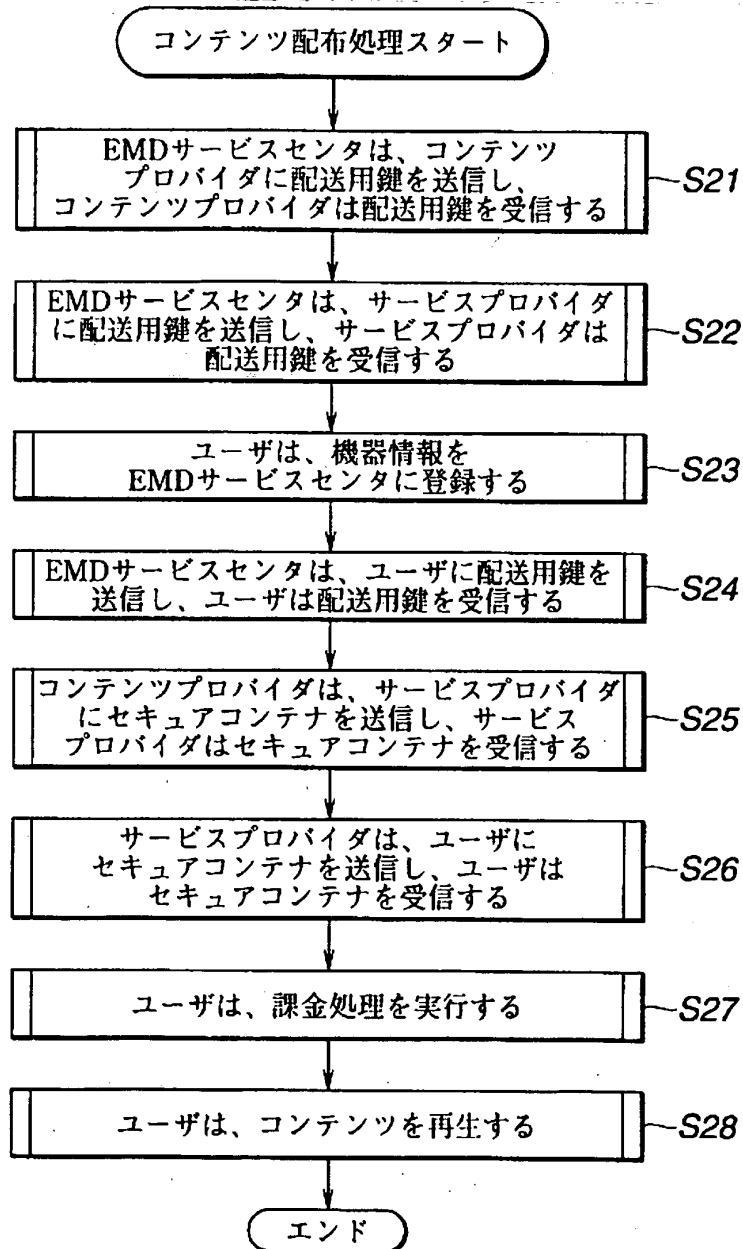 コンテンツ配布処理スタート
EMDサービスセンタは、コンテンツ
プロバイダに配送用鍵を送信し、
コンテンツプロバイダは配送用鍵を受信する
S21
EMDサービスセンタは、サービスプロバイダ
に配送用鍵を送信し、サービスプロバイダは
配送用鍵を受信する
S22
ユーザは、機器情報を
EMDサービスセンタに登録する
S23
EMDサービスセンタは、ユーザに配送用鍵を
送信し、ユーザは配送用鍵を受信する
S24
コンテンツプロバイダは、サービスプロバイダ
にセキュアコンテナを送信し、サービス
プロバイダはセキュアコンテナを受信する
S25
サービスプロバイダは、ユーザに
セキュアコンテナを送信し、ユーザは
セキュアコンテナを受信する
S26
ユーザは、課金処理を実行する
S27
ユーザは、コンテンツを再生する
S28
エンド